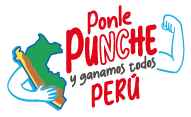 Ponle
PUNCHE
y ganamos todos
PERÚ